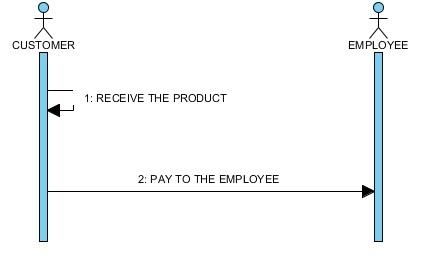 CUSTOMER
EMPLOYEE
1: RECEIVE THE PRODUCT
2: PAY TO THE EMPLOYEE